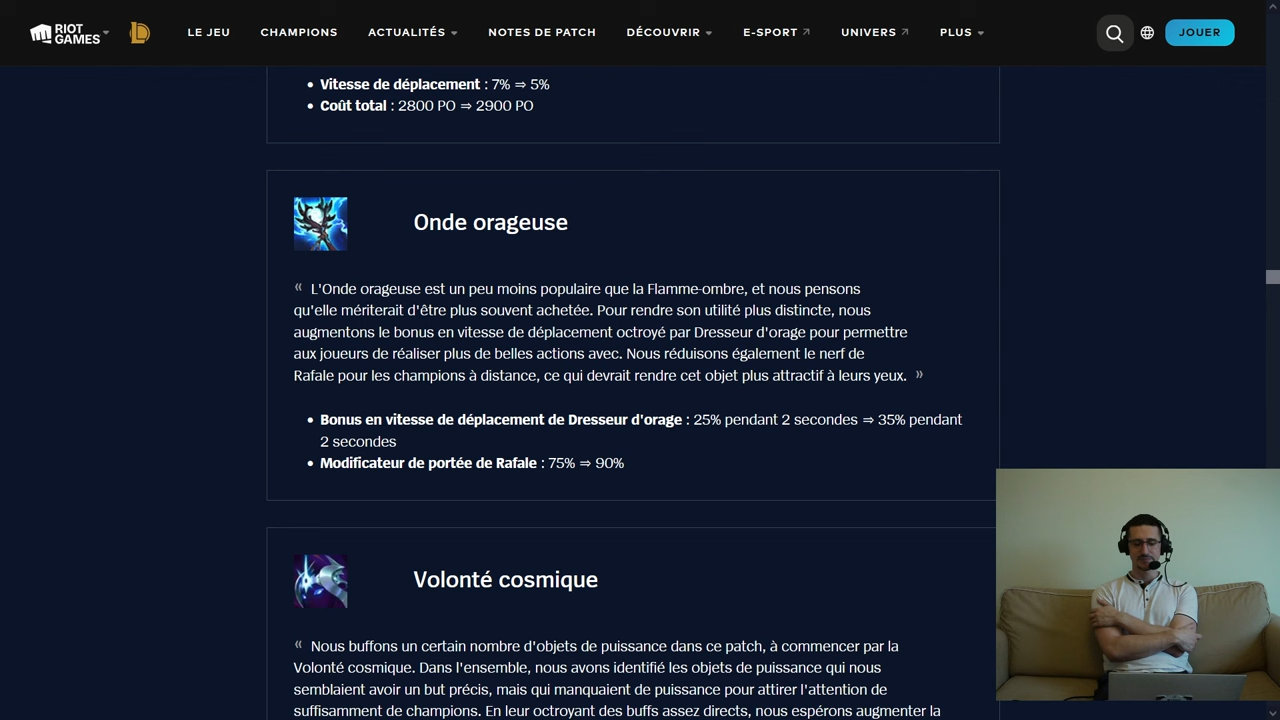 RIOT GAMES
LE JEU
CHAMPIONS
ACTUALITÉS
NOTES DE PATCH
DÉCOUVRIR
E-SPORT
UNIVERS
PLUS
JOUER
• Vitesse de déplacement : 7% ⇒ 5%
• Coût total : 2800 PO ⇒ 2900 PO
Onde orageuse
« L'Onde orageuse est un peu moins populaire que la Flamme-ombre, et nous pensons
qu'elle mériterait d'être plus souvent achetée. Pour rendre son utilité plus distincte, nous
augmentons le bonus en vitesse de déplacement octroyé par Dresseur d'orage pour permettre
aux joueurs de réaliser plus de belles actions avec. Nous réduisons également le nerf de
Rafale pour les champions à distance, ce qui devrait rendre cet objet plus attractif à leurs yeux. »
• Bonus en vitesse de déplacement de Dresseur d'orage : 25% pendant 2 secondes ⇒ 35% pendant
2 secondes
• Modificateur de portée de Rafale : 75% ⇒ 90%
Volonté cosmique
« Nous buffons un certain nombre d'objets de puissance dans ce patch, à commencer par la
Volonté cosmique. Dans l'ensemble, nous avons identifié les objets de puissance qui nous
semblaient avoir un but précis, mais qui manquaient de puissance pour attirer l'attention de
suffisamment de champions. En leur octroyant des buffs assez directs, nous espérons augmenter la